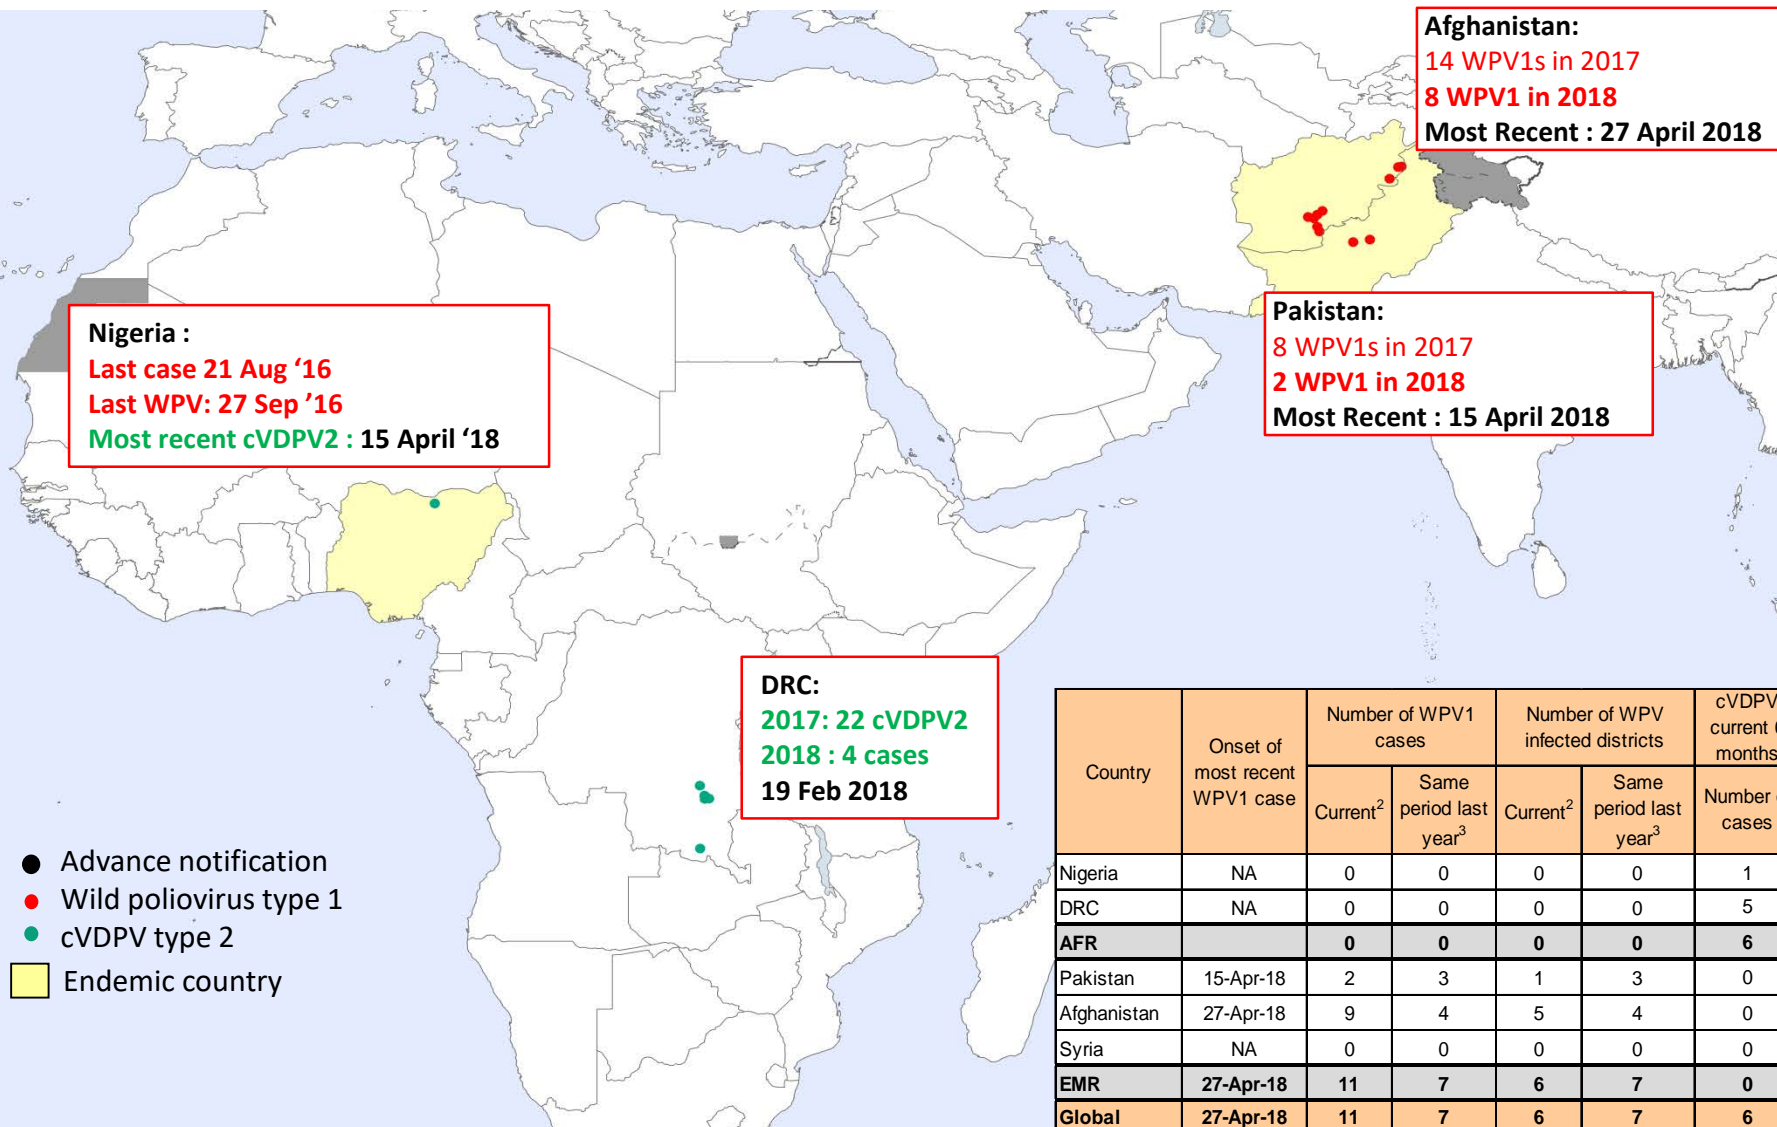 Afghanistan:
14 WPV1s in 2017
8 WPV1 in 2018
Most Recent : 27 April 2018
Nigeria :
Last case 21 Aug ‘16
Last WPV: 27 Sep ’16
Most recent cVDPV2 : 15 April ‘18
Pakistan:
8 WPV1s in 2017
2 WPV1 in 2018
Most Recent : 15 April 2018
DRC:
2017: 22 cVDPV2
2018 : 4 cases
19 Feb 2018
Advance notification
Wild poliovirus type 1
cVDPV type 2
Endemic country
Country
Onset of
most recent
WPV1 case
Number of WPV1
cases
Number of WPV
infected districts
cVDPV
current
months
Current2
Same
period last
year3
Current2
Same
period last
year3
Number
cases
Nigeria NA 0 0 0 0 1
DRC NA 0 0 0 0 5
AFR 0 0 0 0 6
Pakistan 15-Apr-18 2 3 1 3 0
Afghanistan 27-Apr-18 9 4 5 4 0
Syria NA 0 0 0 0 0
EMR 27-Apr-18 11 7 6 7 0
Global 27-Apr-18 11 7 6 7 6